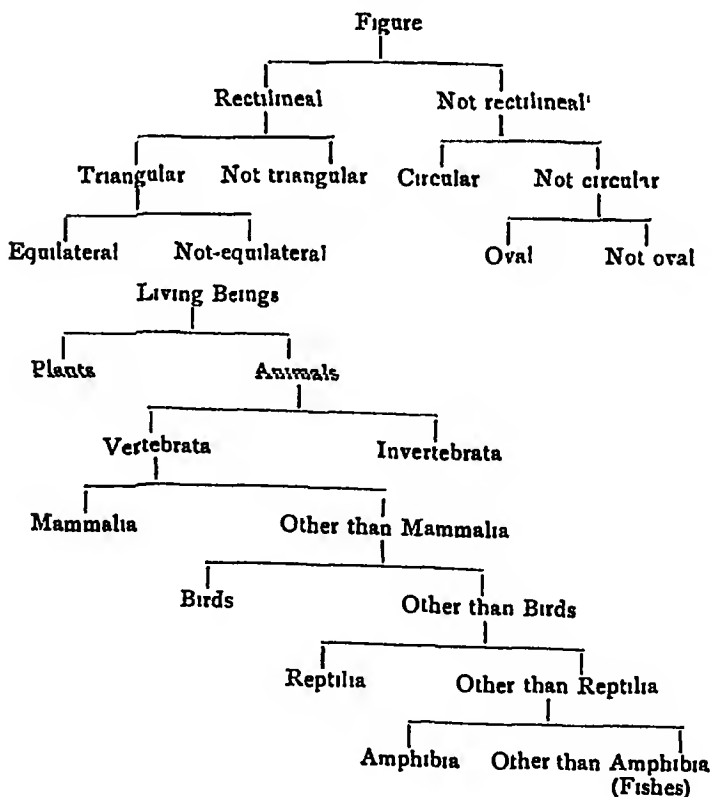 Figure
Rectilineal Not rectilineal¹
Triangular Not triangular Circular Not circular
Equilateral Not-equilateral Oval Not oval
Living Beings
Plants Animals
Vertebrata Invertebrata
Mammalia Other than Mammalia
Birds Other than Birds
Reptilia Other than Reptilia
Amphibia Other than Amphibia
(Fishes)